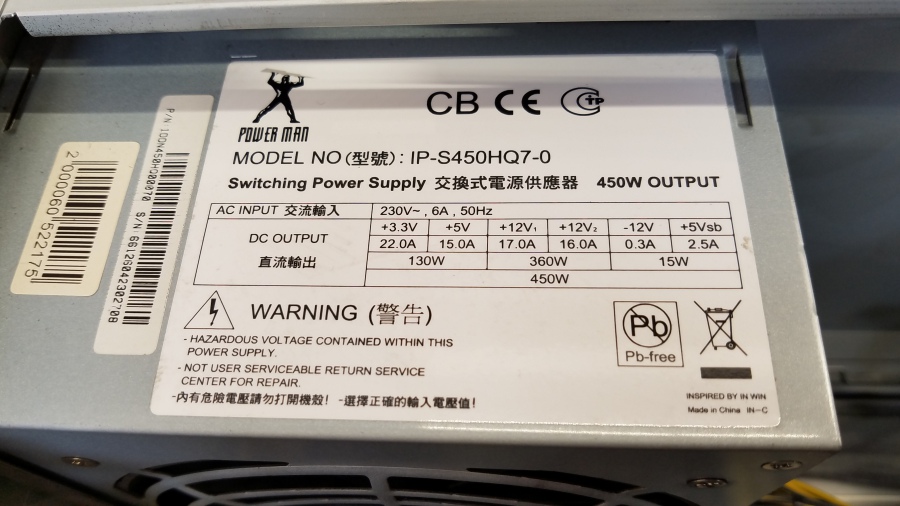 POWER MAN
CB CE
MODEL NO (型號) : IP-S450HQ7-0
Switching Power Supply 交換式電源供應器 450W OUTPUT
AC INPUT 交流輸入 230V~ , 6A , 50Hz
DC OUTPUT 直流輸出
+3.3V +5V +12V₁ +12V₂ -12V +5Vsb
22.0A 15.0A 17.0A 16.0A 0.3A 2.5A
130W 360W 15W
450W
WARNING (警告)
- HAZARDOUS VOLTAGE CONTAINED WITHIN THIS
POWER SUPPLY.
- NOT USER SERVICEABLE RETURN SERVICE
CENTER FOR REPAIR.
-內有危險電壓請勿打開機殼! -選擇正確的輸入電壓值!
Pb
Pb-free
INSPIRED BY IN WIN
Made in China IN-C
2000060522175